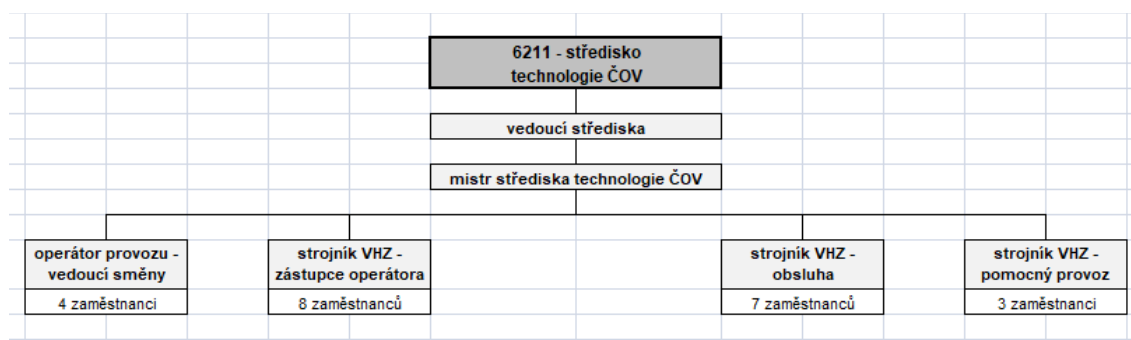 6211 - středisko
technologie ČOV
vedoucí střediska
mistr střediska technologie ČOV
operátor provozu -
vedoucí směny
4 zaměstnanci
strojník VHZ -
zástupce operátora
8 zaměstnanců
strojník VHZ -
obsluha
7 zaměstnanců
strojník VHZ -
pomocný provoz
3 zaměstnanci